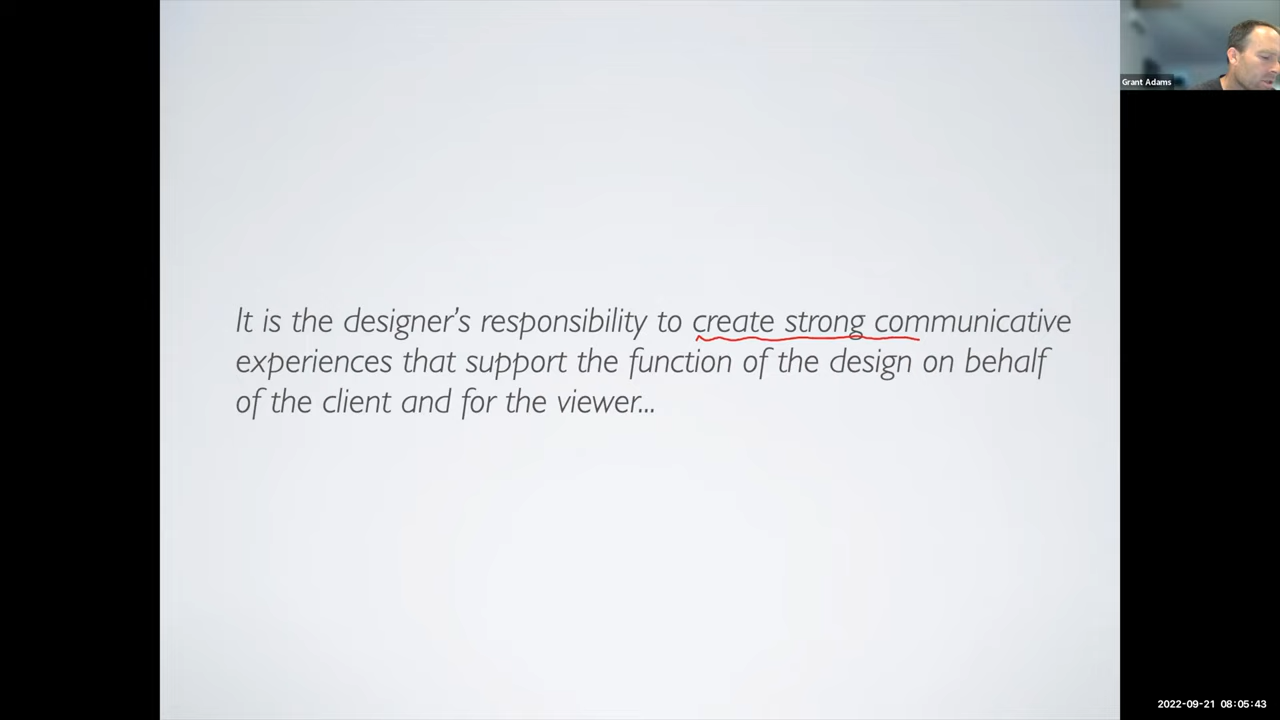 Grant Adams
It is the designer’s responsibility to create strong communicative
experiences that support the function of the design on behalf
of the client and for the viewer...
2022-09-21 08:05:43